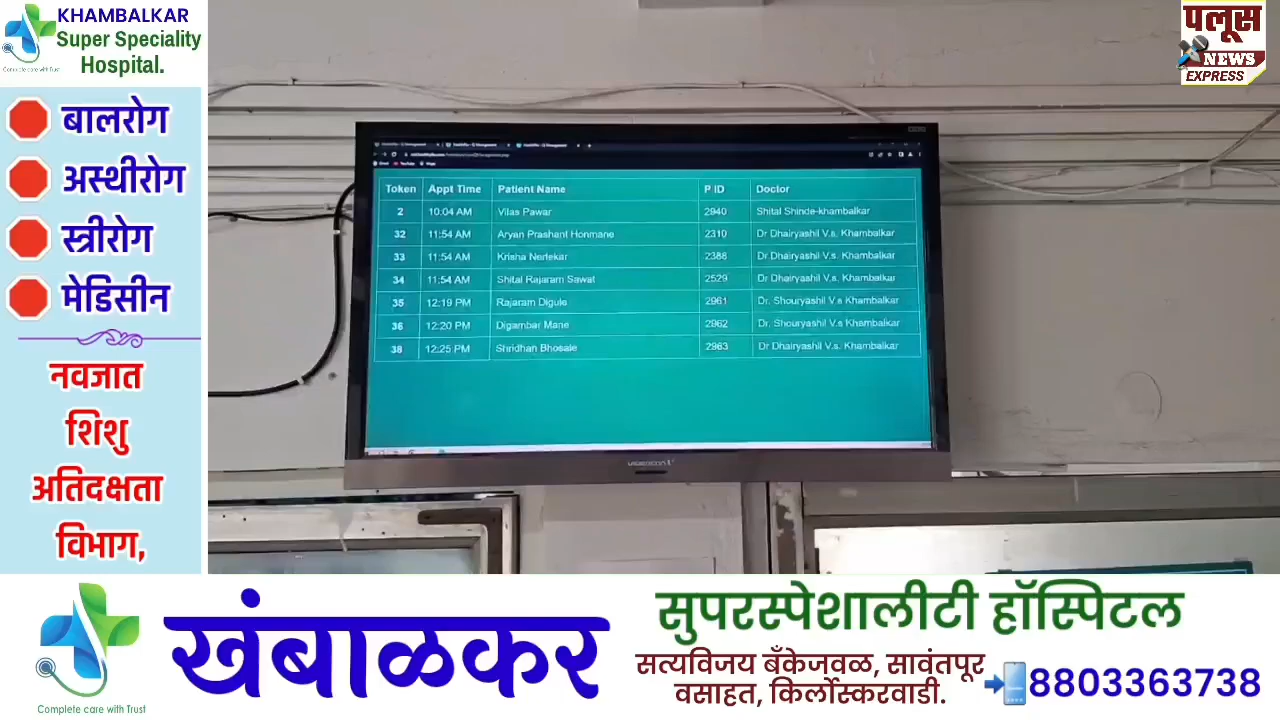 KHAMBALKAR
Super Speciality
Hospital.
Complete care with Trust
बालरोग
अस्थीरोग
स्त्रीरोग
मेडिसीन
नवजात
शिशु
अतिदक्षता
विभाग,
पलूस
NEWS
EXPRESS
Token Appt Time Patient Name P ID Doctor
2 10:04 AM Vilas Pawar 2940 Shital Shinde-khambalkar
32 11:54 AM Aryan Prashant Honmane 2310 Dr Dhairyashil V.s. Khambalkar
33 11:54 AM Krisha Nerlekar 2386 Dr Dhairyashil V.s. Khambalkar
34 11:54 AM Shital Rajaram Sawat 2529 Dr Dhairyashil V.s. Khambalkar
35 12:19 PM Rajaram Digule 2961 Dr. Shouryashil V.s Khambalkar
36 12:20 PM Digambar Mane 2962 Dr. Shouryashil V.s Khambalkar
38 12:25 PM Shridhan Bhosale 2963 Dr Dhairyashil V.s. Khambalkar
VIDEOCON
खंबाळकर
Complete care with Trust
सुपरस्पेशालीटी हॉस्पिटल
सत्यविजय बँकेजवळ, सावंतपूर
वसाहत, किर्लोस्करवाडी.
8803363738